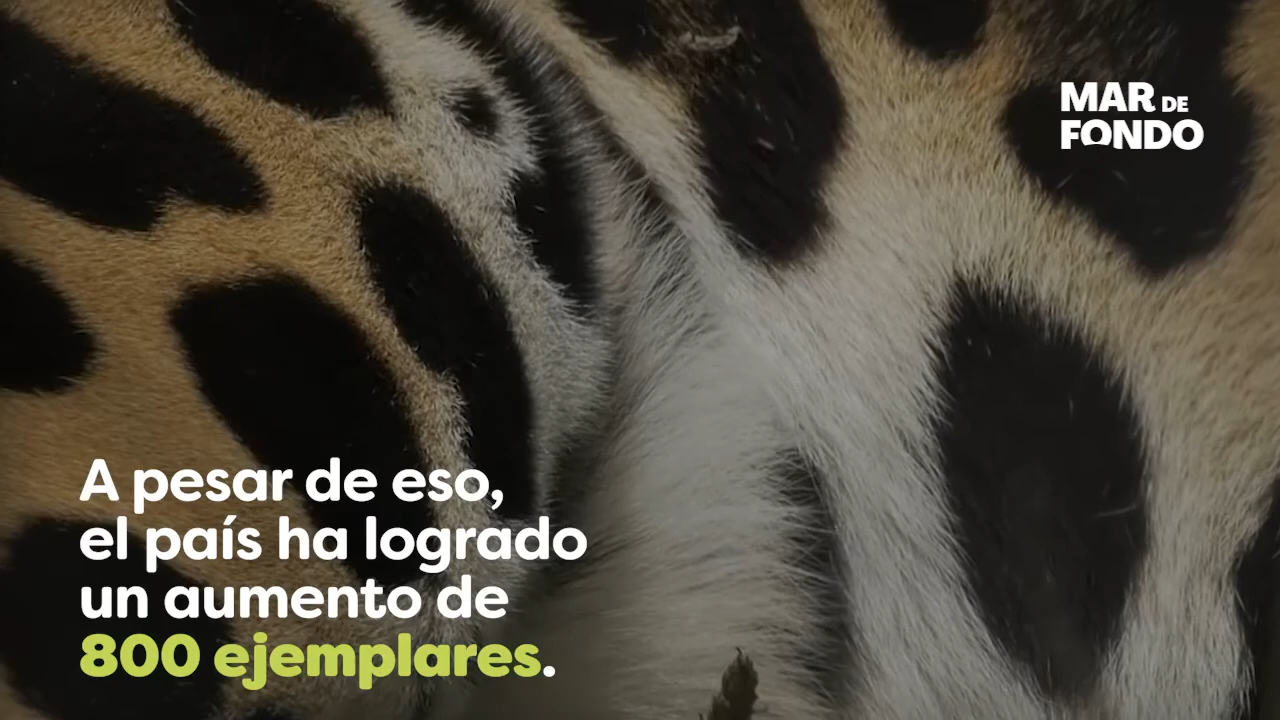 MAR DE
FONDO
A pesar de eso,
el país ha logrado
un aumento de
800 ejemplares.